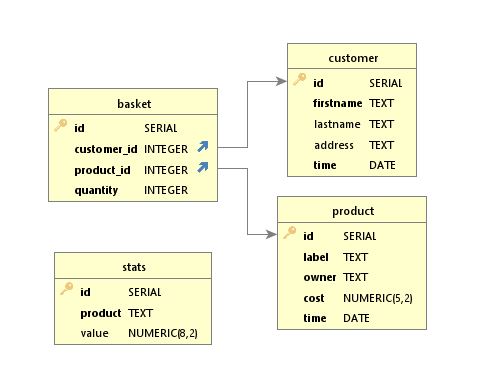 customer
id SERIAL
firstname TEXT
lastname TEXT
address TEXT
time DATE
basket
id SERIAL
customer_id INTEGER
product_id INTEGER
quantity INTEGER
product
id SERIAL
label TEXT
owner TEXT
cost NUMERIC(5,2)
time DATE
stats
id SERIAL
product TEXT
value NUMERIC(8,2)